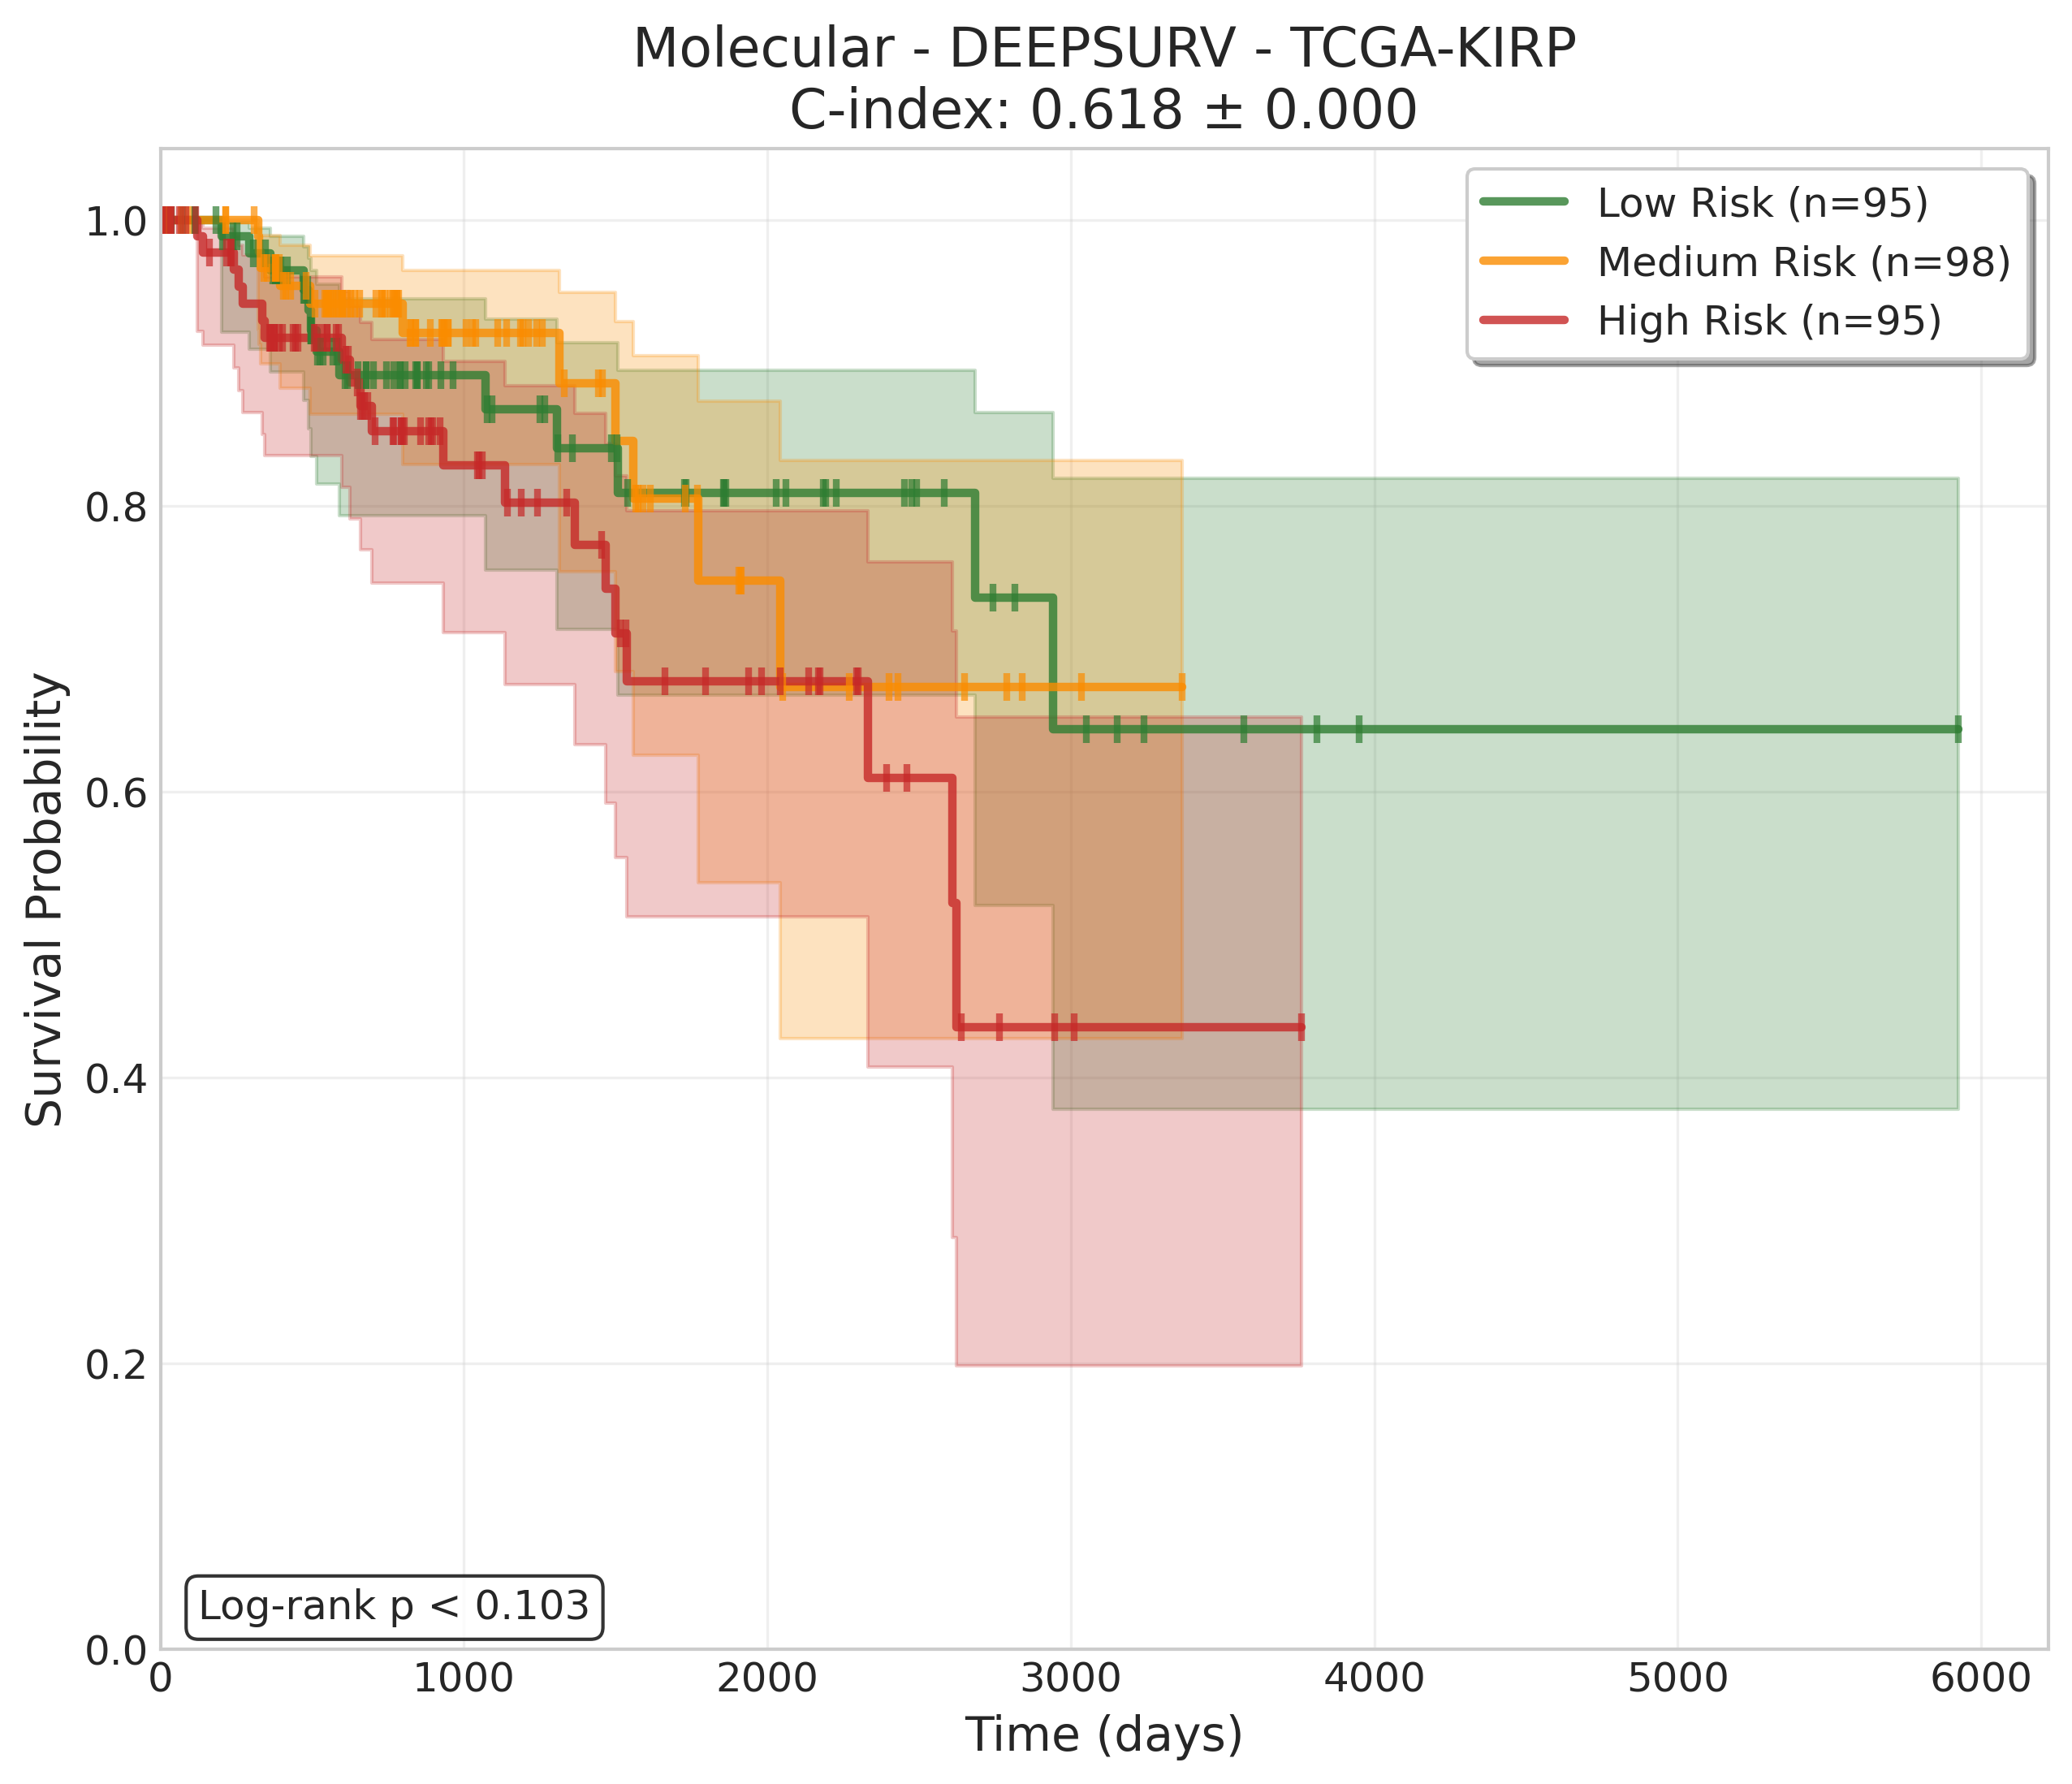 Molecular - DEEPSURV - TCGA-KIRP
C-index: 0.618 ± 0.000
Low Risk (n=95)
Medium Risk (n=98)
High Risk (n=95)
Survival Probability
1.0
0.8
0.6
0.4
0.2
0.0
Log-rank p < 0.103
0 1000 2000 3000 4000 5000 6000
Time (days)